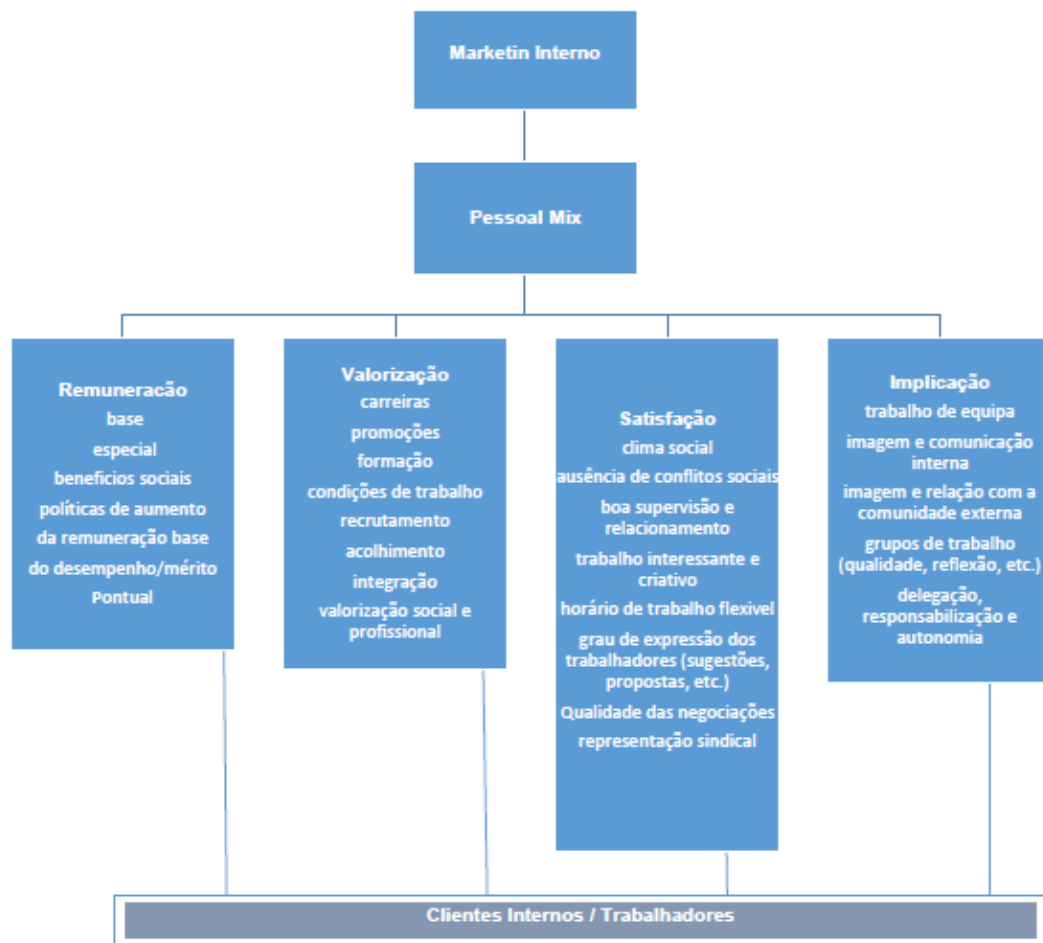 Marketin Interno
Pessoal Mix
Remuneracão
base
especial
beneficios sociais
políticas de aumento
da remuneração base
do desempenho/mérito
Pontual
Valorização
carreiras
promoções
formação
condições de trabalho
recrutamento
acolhimento
integração
valorização social e
profissional
Satisfação
clima social
ausência de conflitos sociais
boa supervisão e
relacionamento
trabalho interessante e
criativo
horário de trabalho flexivel
grau de expressão dos
trabalhadores (sugestões,
propostas, etc.)
Qualidade das negociações
representação sindical
Implicação
trabalho de equipa
imagem e comunicação
interna
imagem e relação com a
comunidade externa
grupos de trabalho
(qualidade, reflexão, etc.)
delegação,
responsabilização e
autonomia
Clientes Internos / Trabalhadores